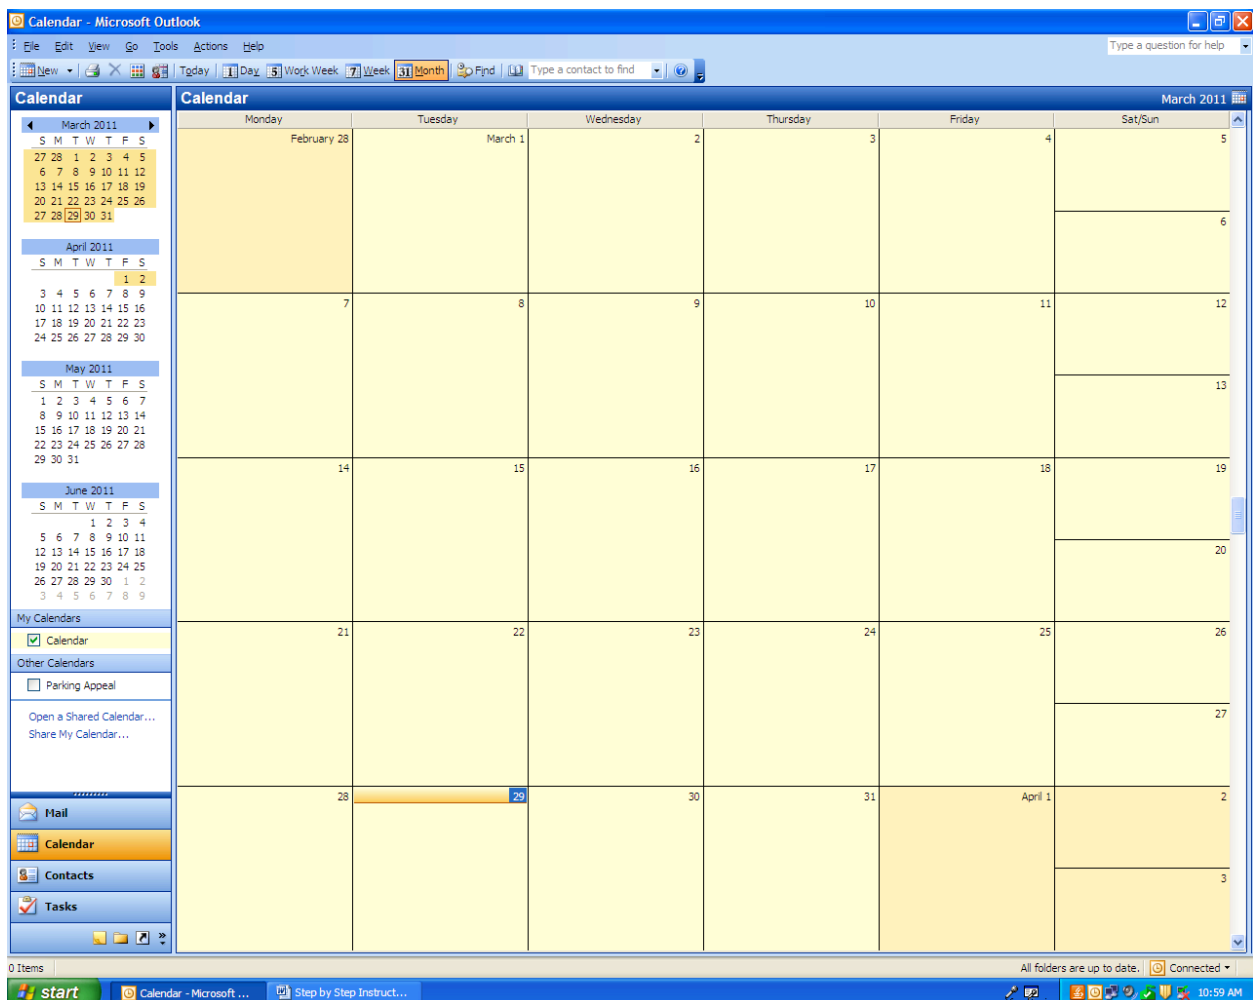 Calendar - Microsoft Outlook
File Edit View Go Tools Actions Help
Type a question for help
New Today 1 Day 5 Work Week 7 Week 31 Month Find Type a contact to find
Calendar
March 2011
S M T W T F S
27 28 1 2 3 4 5
6 7 8 9 10 11 12
13 14 15 16 17 18 19
20 21 22 23 24 25 26
27 28 29 30 31
April 2011
S M T W T F S
1 2
3 4 5 6 7 8 9
10 11 12 13 14 15 16
17 18 19 20 21 22 23
24 25 26 27 28 29 30
May 2011
S M T W T F S
1 2 3 4 5 6 7
8 9 10 11 12 13 14
15 16 17 18 19 20 21
22 23 24 25 26 27 28
29 30 31
June 2011
S M T W T F S
1 2 3 4
5 6 7 8 9 10 11
12 13 14 15 16 17 18
19 20 21 22 23 24 25
26 27 28 29 30 1 2
3 4 5 6 7 8 9
My Calendars
Calendar
Other Calendars
Parking Appeal
Open a Shared Calendar...
Share My Calendar...
Mail
Calendar
Contacts
Tasks
Calendar March 2011
Monday Tuesday Wednesday Thursday Friday Sat/Sun
February 28 March 1 2 3 4 5
6
7 8 9 10 11 12
13
14 15 16 17 18 19
20
21 22 23 24 25 26
27
28 29 30 31 April 1 2
3
0 Items All folders are up to date. Connected
start Calendar - Microsoft ... Step by Step Instruct... 10:59 AM